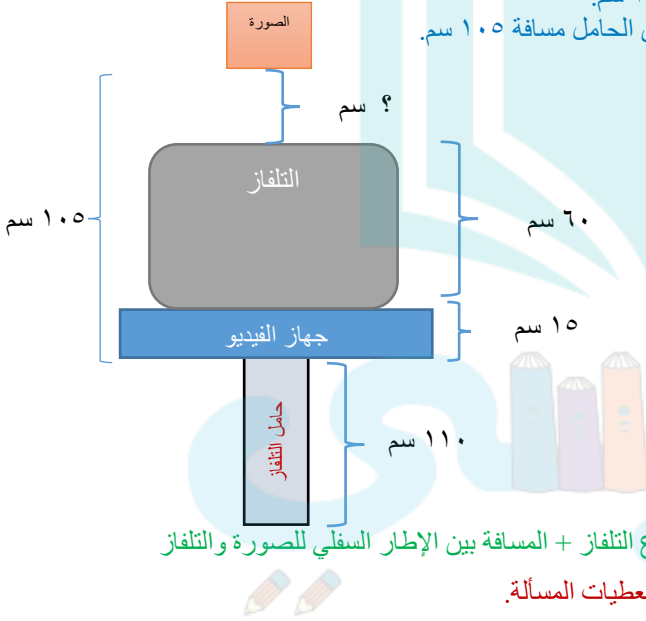 سم.
الحامل مسافة ١٠٥ سم.
الصورة
؟ سم
التلفاز
١٠٥ سم
٦٠ سم
١٥ سم
جهاز الفيديو
حامل التلفاز
١١٠ سم
التلفاز + المسافة بين الإطار السفلي للصورة والتلفاز
المسألة.